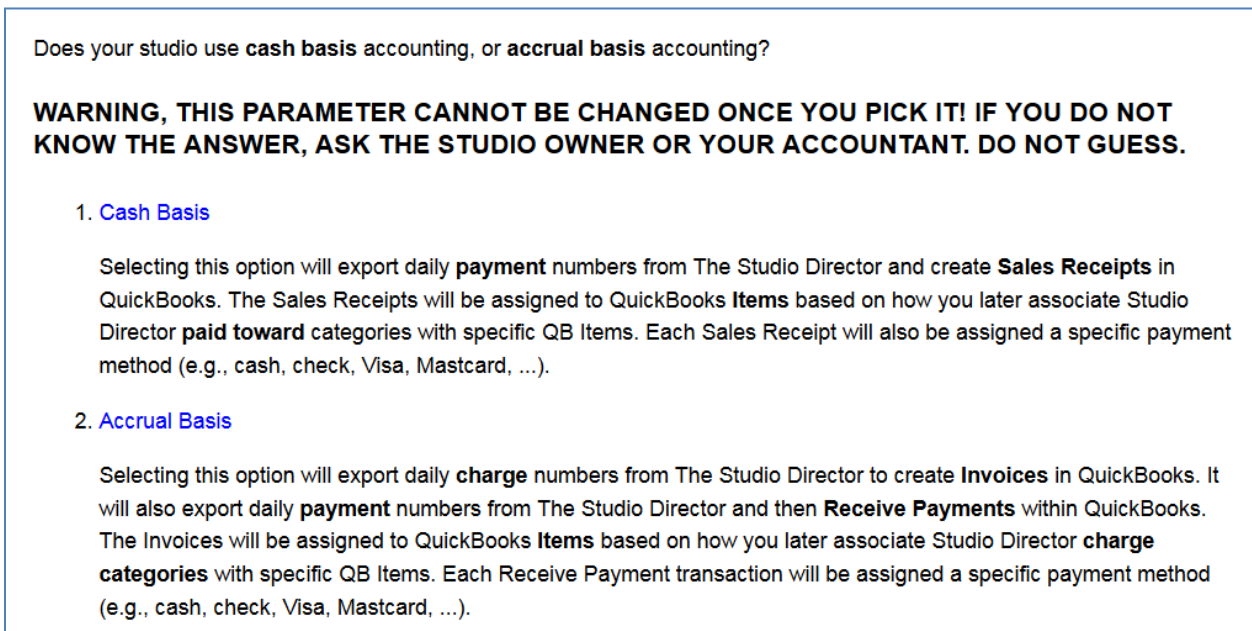 Does your studio use cash basis accounting, or accrual basis accounting?
WARNING, THIS PARAMETER CANNOT BE CHANGED ONCE YOU PICK IT! IF YOU DO NOT
KNOW THE ANSWER, ASK THE STUDIO OWNER OR YOUR ACCOUNTANT. DO NOT GUESS.
1. Cash Basis
Selecting this option will export daily payment numbers from The Studio Director and create Sales Receipts in
QuickBooks. The Sales Receipts will be assigned to QuickBooks Items based on how you later associate Studio
Director paid toward categories with specific QB Items. Each Sales Receipt will also be assigned a specific payment
method (e.g., cash, check, Visa, Mastcard, ...).
2. Accrual Basis
Selecting this option will export daily charge numbers from The Studio Director to create Invoices in QuickBooks. It
will also export daily payment numbers from The Studio Director and then Receive Payments within QuickBooks.
The Invoices will be assigned to QuickBooks Items based on how you later associate Studio Director charge
categories with specific QB Items. Each Receive Payment transaction will be assigned a specific payment method
(e.g., cash, check, Visa, Mastcard, ...).